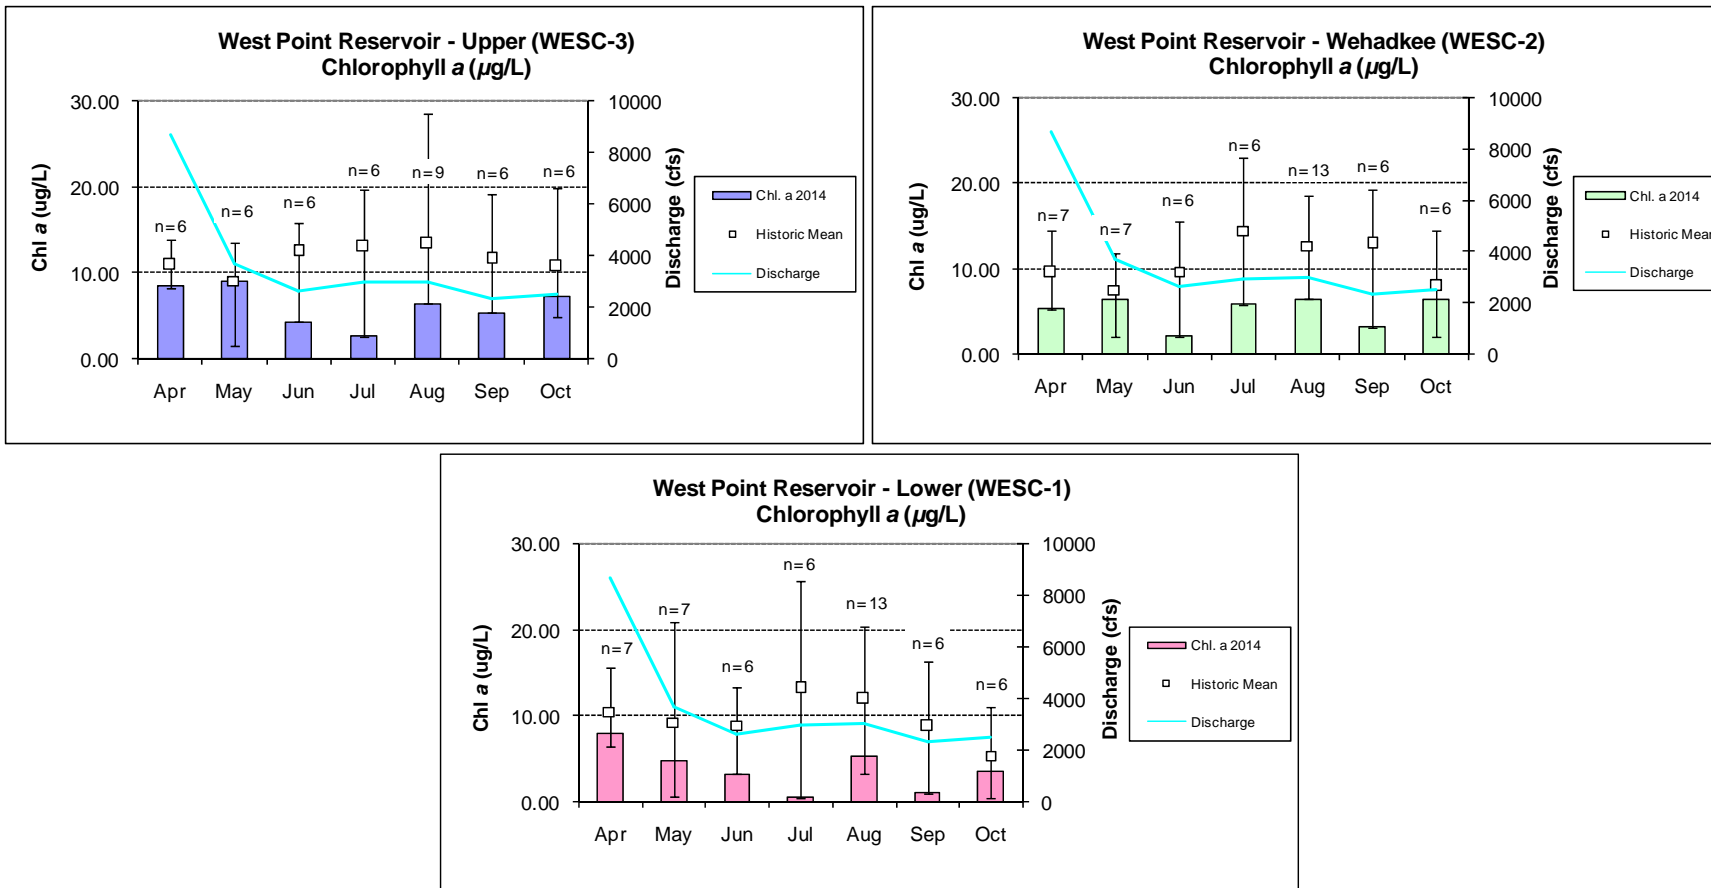 West Point Reservoir - Upper (WESC-3)
Chlorophyll a (µg/L)
30.00
20.00
10.00
0.00
Chl a (ug/L)
10000
8000
6000
4000
2000
0
Discharge (cfs)
n=6
n=6
n=6
n=6
n=9
n=6
n=6
Apr May Jun Jul Aug Sep Oct
Chl. a 2014
Historic Mean
Discharge
West Point Reservoir - Wehadkee (WESC-2)
Chlorophyll a (µg/L)
30.00
20.00
10.00
0.00
Chl a (ug/L)
10000
8000
6000
4000
2000
0
Discharge (cfs)
n=7
n=7
n=6
n=6
n=13
n=6
n=6
Apr May Jun Jul Aug Sep Oct
Chl. a 2014
Historic Mean
Discharge
West Point Reservoir - Lower (WESC-1)
Chlorophyll a (µg/L)
30.00
20.00
10.00
0.00
Chl a (ug/L)
10000
8000
6000
4000
2000
0
Discharge (cfs)
n=7
n=7
n=6
n=6
n=13
n=6
n=6
Apr May Jun Jul Aug Sep Oct
Chl. a 2014
Historic Mean
Discharge